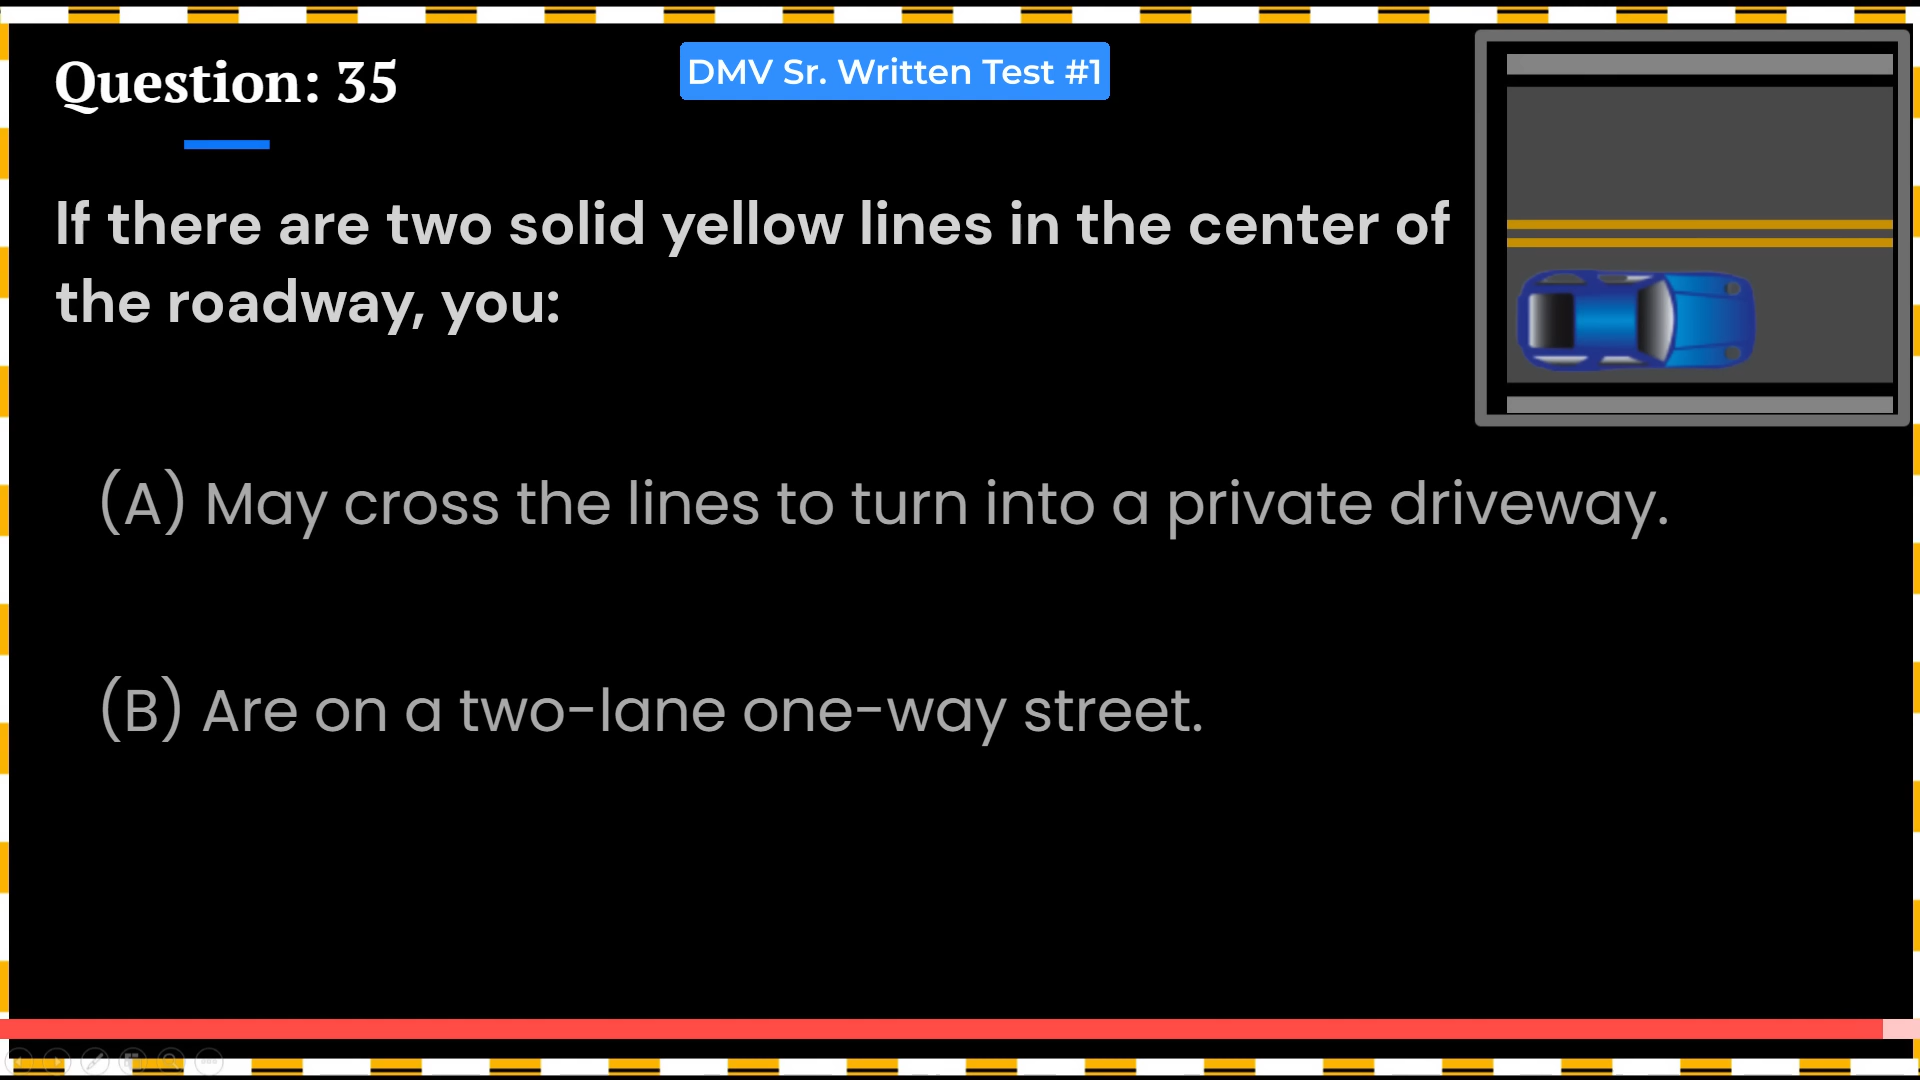 Question: 35
DMV Sr. Written Test #1
If there are two solid yellow lines in the center of
the roadway, you:
(A) May cross the lines to turn into a private driveway.
(B) Are on a two-lane one-way street.